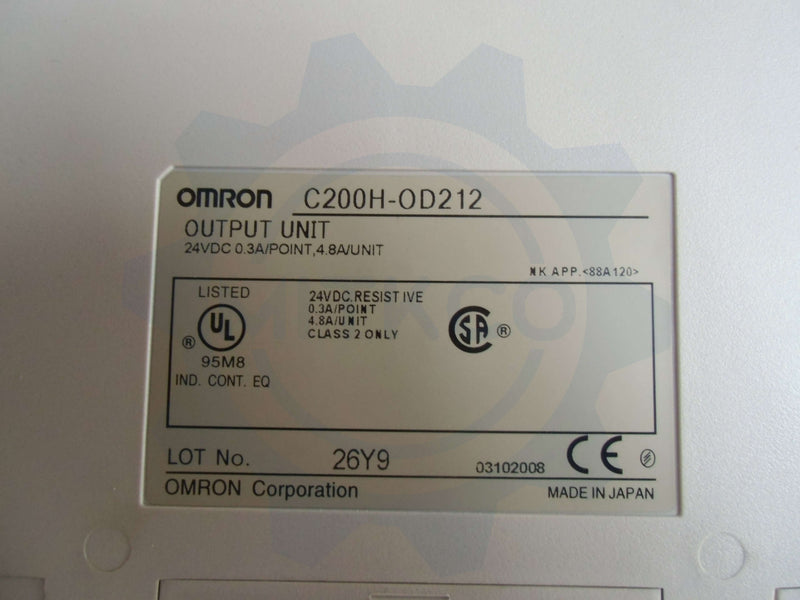 OMRON C200H-OD212
OUTPUT UNIT
24VDC 0.3A/POINT,4.8A/UNIT
NK APP.<88A120>
LISTED
UL
®
95M8
IND. CONT. EQ
24VDC.RESISTIVE
0.3A/POINT
4.8A/UNIT
CLASS 2 ONLY
SA ®
LOT No. 26Y9 03102008 CE
OMRON Corporation MADE IN JAPAN